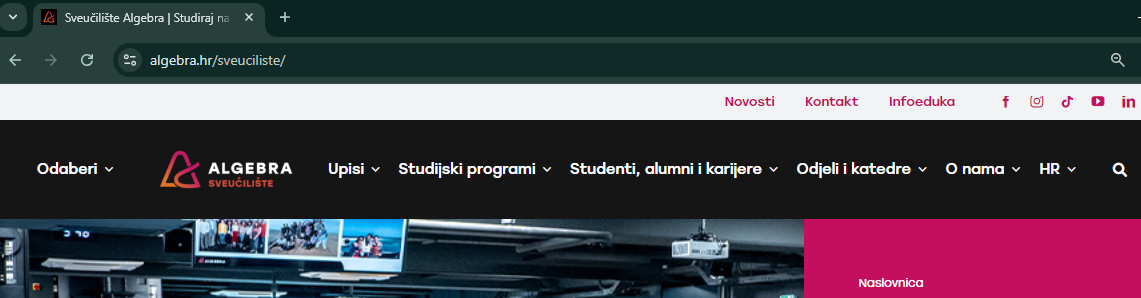 Sveučilište Algebra | Studiraj na
algebra.hr/sveuciliste/
Novosti Kontakt Infoeduka
Odaberi ALGEBRA SVEUČILIŠTE Upisi Studijski programi Studenti, alumni i karijere Odjeli i katedre O nama HR
Naslovnica